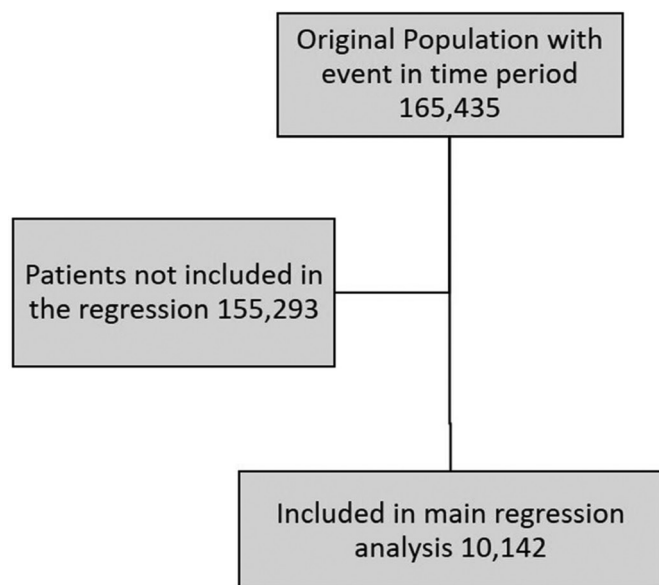 Original Population with
event in time period
165,435
Patients not included in
the regression 155,293
Included in main regression
analysis 10,142